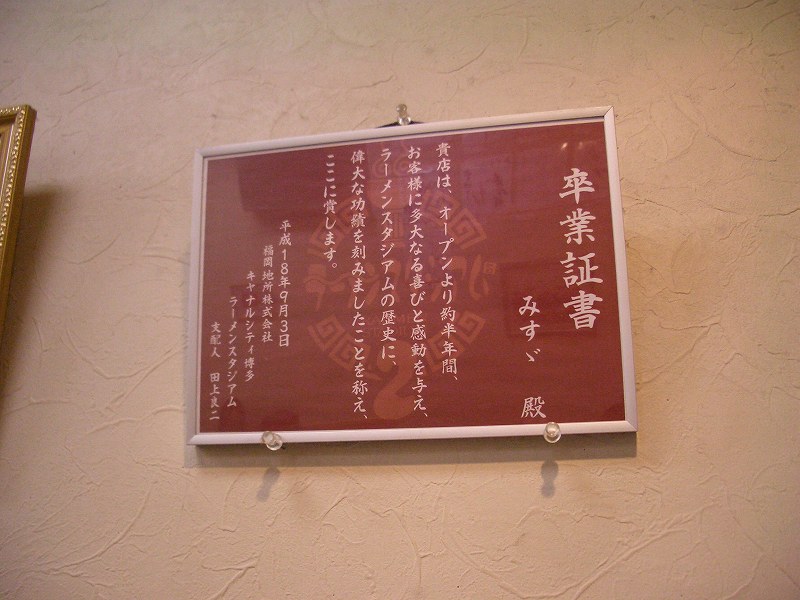 卒業証書
みすゞ 殿
貴店は、オープンより約半年間、
お客様に多大なる喜びと感動を与え、
ラーメンスタジアムの歴史に、
偉大な功績を刻みましたことを称え、
ここに賞します。
平成18年9月3日
福岡地所株式会社
キャナルシティ博多
ラーメンスタジアム
支配人 田上良二